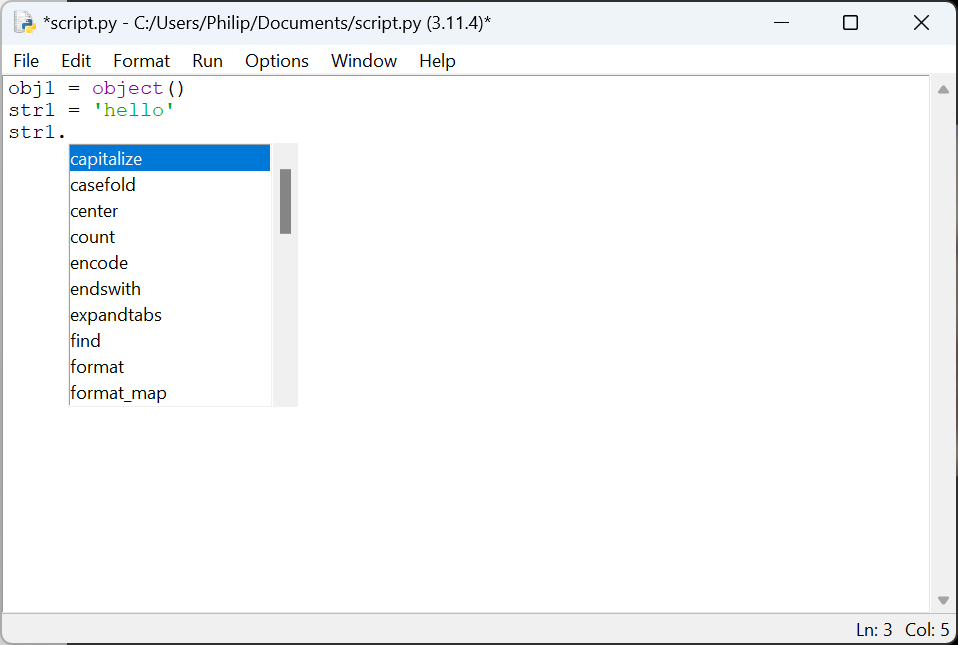 *script.py - C:/Users/Philip/Documents/script.py (3.11.4)*
File Edit Format Run Options Window Help
obj1 = object()
str1 = 'hello'
str1.
capitalize
casefold
center
count
encode
endswith
expandtabs
find
format
format_map
Ln: 3 Col: 5